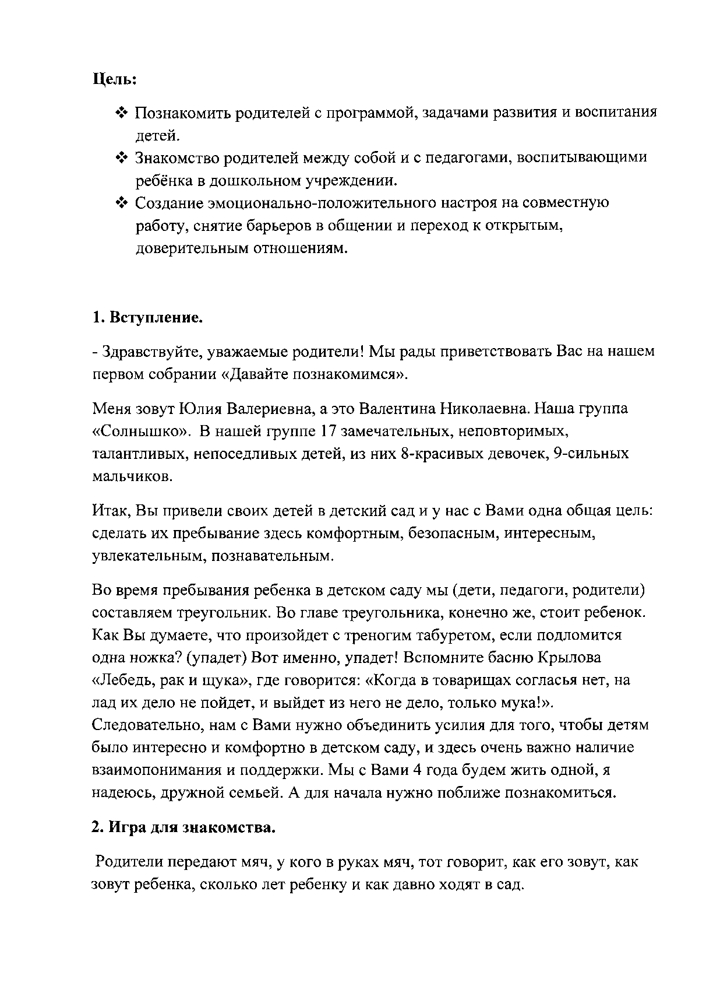 Цель:
❖ Познакомить родителей с программой, задачами развития и воспитания
детей.
❖ Знакомство родителей между собой и с педагогами, воспитывающими
ребёнка в дошкольном учреждении.
❖ Создание эмоционально-положительного настроя на совместную
работу, снятие барьеров в общении и переход к открытым,
доверительным отношениям.
1. Вступление.
- Здравствуйте, уважаемые родители! Мы рады приветствовать Вас на нашем
первом собрании «Давайте познакомимся».
Меня зовут Юлия Валериевна, а это Валентина Николаевна. Наша группа
«Солнышко». В нашей группе 17 замечательных, неповторимых,
талантливых, непоседливых детей, из них 8-красивых девочек, 9-сильных
мальчиков.
Итак, Вы привели своих детей в детский сад и у нас с Вами одна общая цель:
сделать их пребывание здесь комфортным, безопасным, интересным,
увлекательным, познавательным.
Во время пребывания ребенка в детском саду мы (дети, педагоги, родители)
составляем треугольник. Во главе треугольника, конечно же, стоит ребенок.
Как Вы думаете, что произойдет с треногим табуретом, если подломится
одна ножка? (упадет) Вот именно, упадет! Вспомните басню Крылова
«Лебедь, рак и щука», где говорится: «Когда в товарищах согласья нет, на
лад их дело не пойдет, и выйдет из него не дело, только мука!».
Следовательно, нам с Вами нужно объединить усилия для того, чтобы детям
было интересно и комфортно в детском саду, и здесь очень важно наличие
взаимопонимания и поддержки. Мы с Вами 4 года будем жить одной, я
надеюсь, дружной семьей. А для начала нужно поближе познакомиться.
2. Игра для знакомства.
Родители передают мяч, у кого в руках мяч, тот говорит, как его зовут, как
зовут ребенка, сколько лет ребенку и как давно ходят в сад.